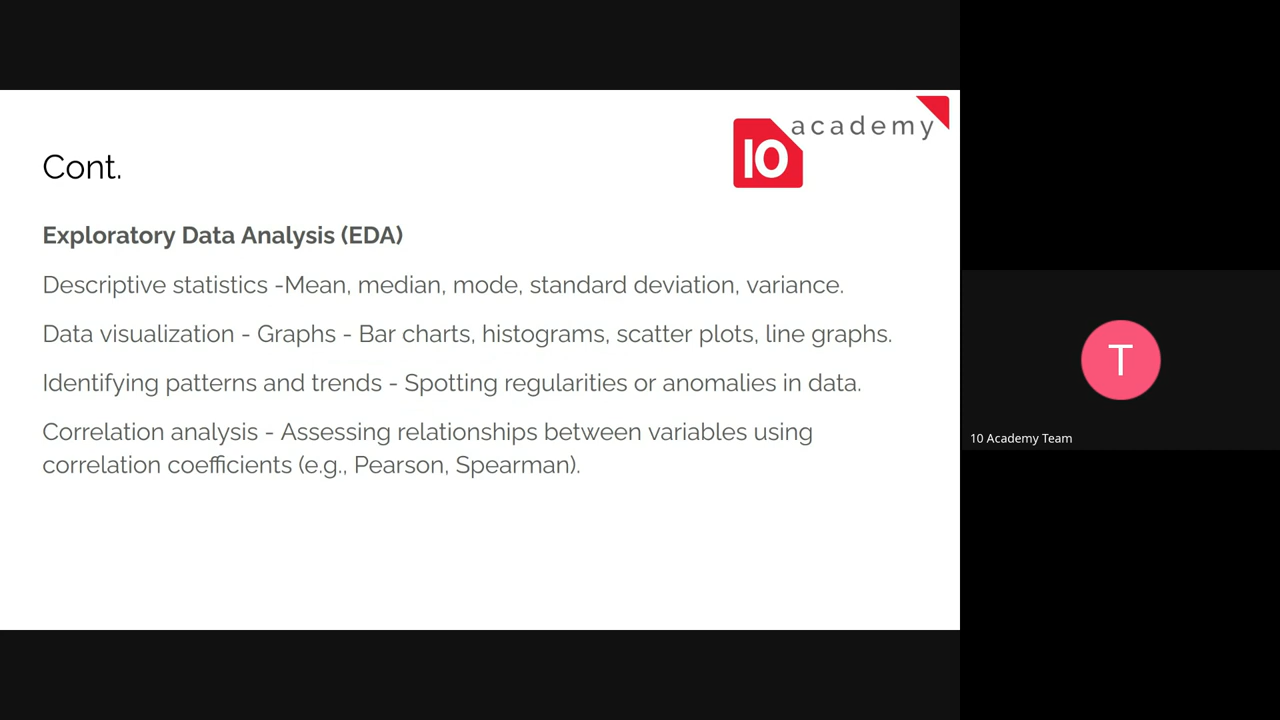 academy
10
Cont.
Exploratory Data Analysis (EDA)
Descriptive statistics -Mean, median, mode, standard deviation, variance.
Data visualization - Graphs - Bar charts, histograms, scatter plots, line graphs.
Identifying patterns and trends - Spotting regularities or anomalies in data.
Correlation analysis - Assessing relationships between variables using
correlation coefficients (e.g., Pearson, Spearman).
T
10 Academy Team